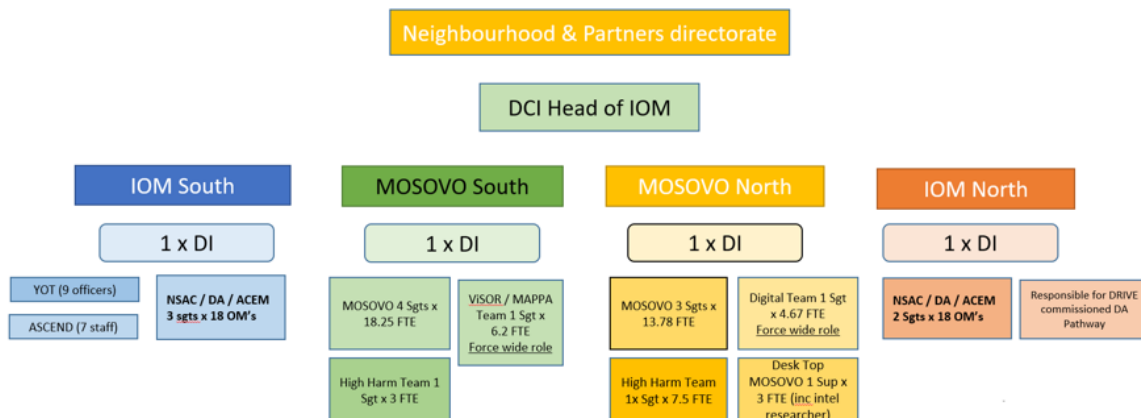 Neighbourhood & Partners directorate
DCI Head of IOM
IOM South
MOSOVO South
MOSOVO North
IOM North
1 x DI
1 x DI
1 x DI
1 x DI
YOT (9 officers)
ASCEND (7 staff)
NSAC / DA / ACEM
3 sgts x 18 OM's
MOSOVO 4 Sgts x
18.25 FTE
ViSOR / MAPPA
Team 1 Sgt x
6.2 FTE
Force wide role
High Harm Team 1
Sgt x 3 FTE
MOSOVO 3 Sgts x
13.78 FTE
Digital Team 1 Sgt
x 4.67 FTE
Force wide role
High Harm Team
1x Sgt x 7.5 FTE
Desk Top
MOSOVO 1 Sup x
3 FTE (inc intel
researcher)
NSAC / DA / ACEM
2 Sgts x 18 OM's
Responsible for DRIVE
commissioned DA
Pathway